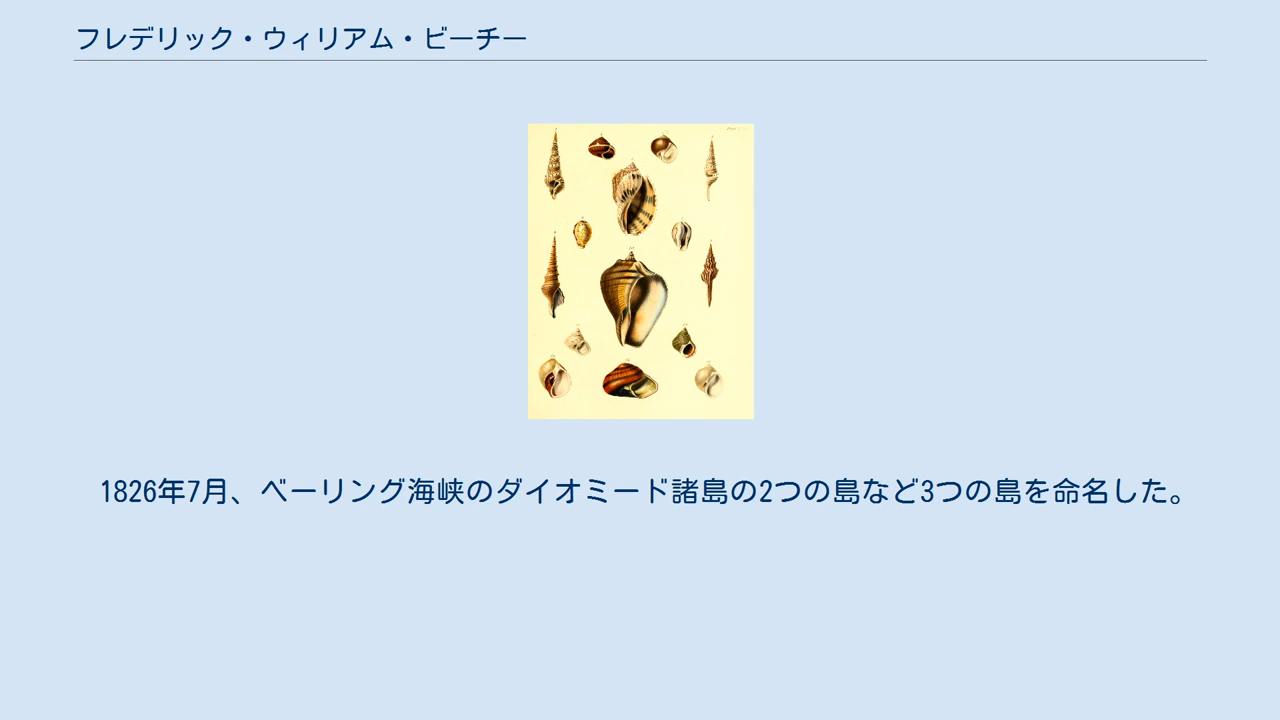 フレデリック・ウィリアム・ビーチー
1826年7月、ベーリング海峡のダイオミード諸島の2つの島など3つの島を命名した。